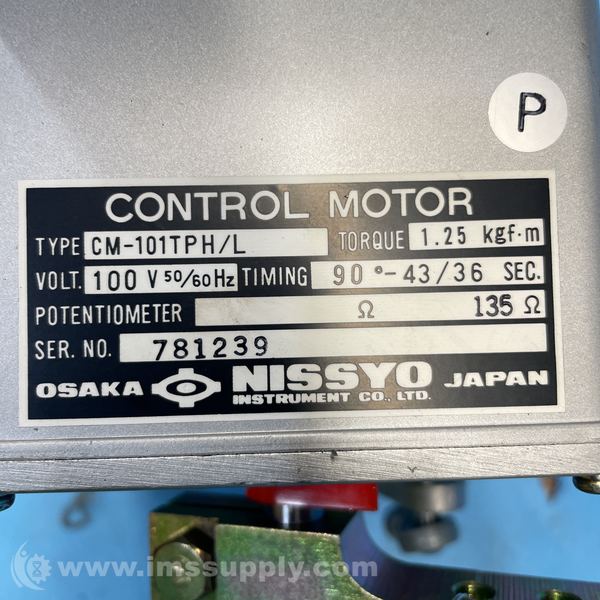 P
CONTROL MOTOR
TYPE CM-101TPH/L TORQUE 1.25 kgf·m
VOLT. 100 V 50/60Hz TIMING 90°-43/36 SEC.
POTENTIOMETER Ω 135 Ω
SER. NO. 781239
OSAKA NISSYO JAPAN
INSTRUMENT CO., LTD.
www.imssupply.com